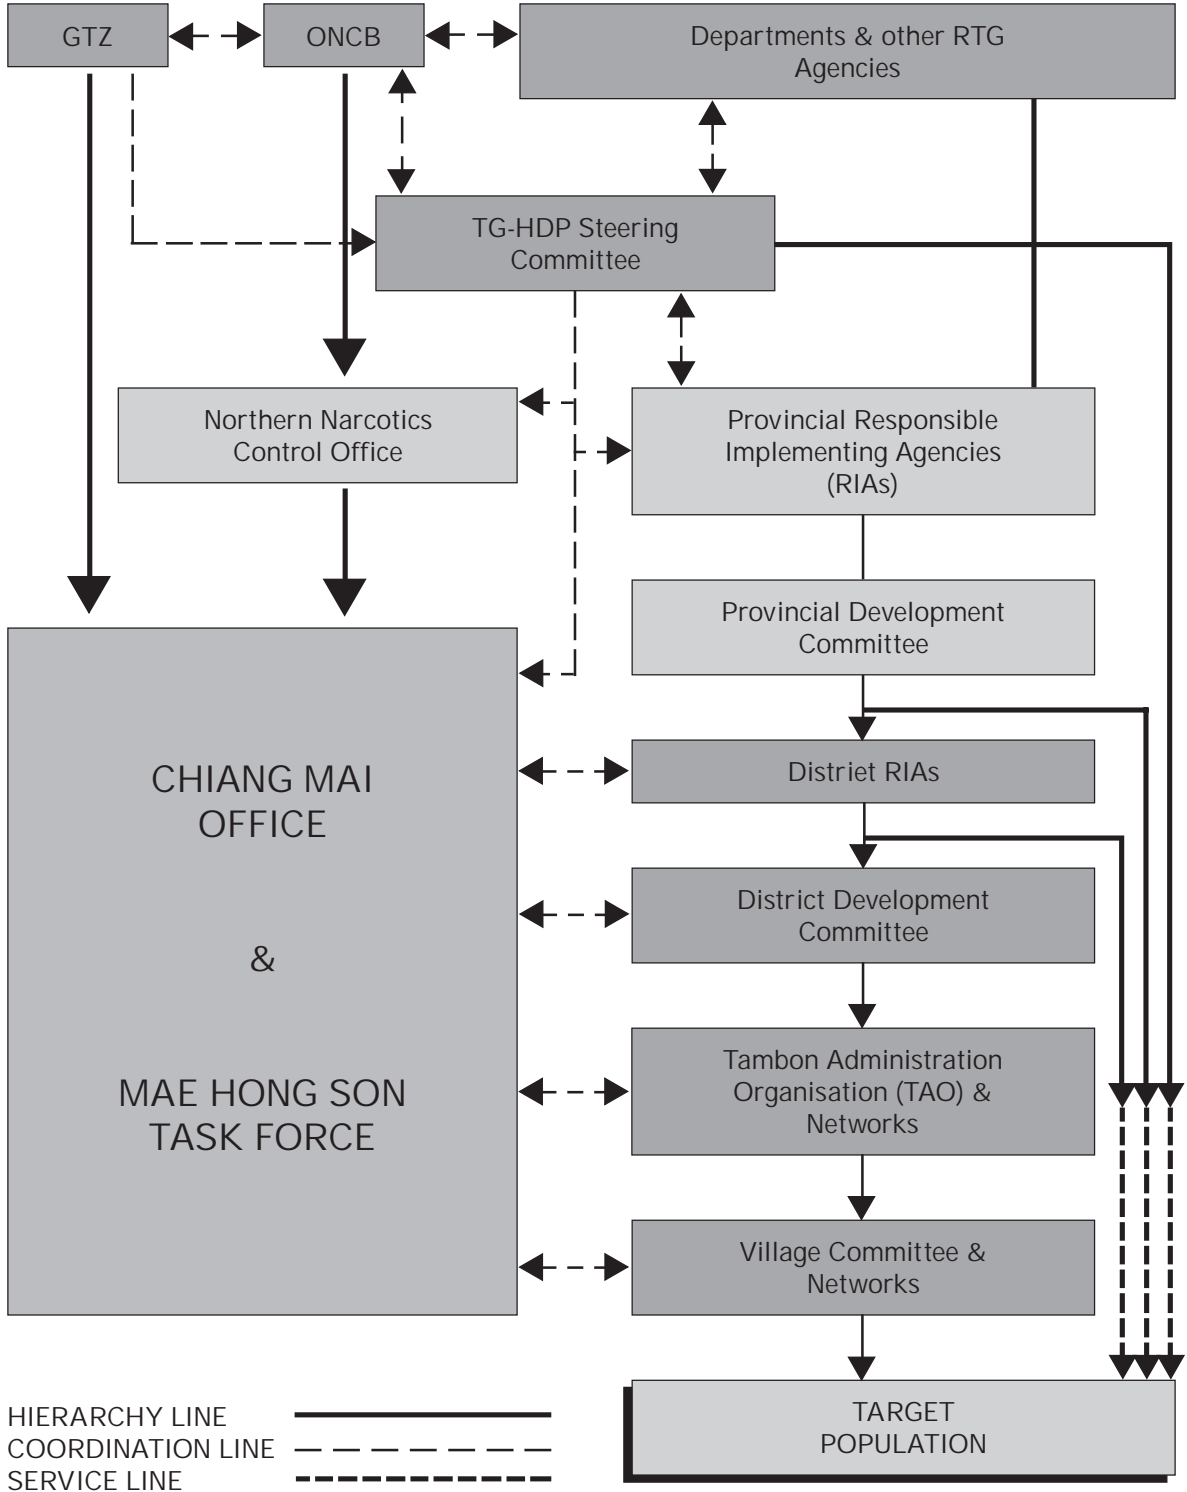 GTZ
ONCB
Departments & other RTG
Agencies
TG-HDP Steering
Committee
Northern Narcotics
Control Office
Provincial Responsible
Implementing Agencies
(RIAs)
Provincial Development
Committee
CHIANG MAI
OFFICE
&
MAE HONG SON
TASK FORCE
Distriet RIAs
District Development
Committee
Tambon Administration
Organisation (TAO) &
Networks
Village Committee &
Networks
TARGET
POPULATION
HIERARCHY LINE
COORDINATION LINE
SERVICE LINE